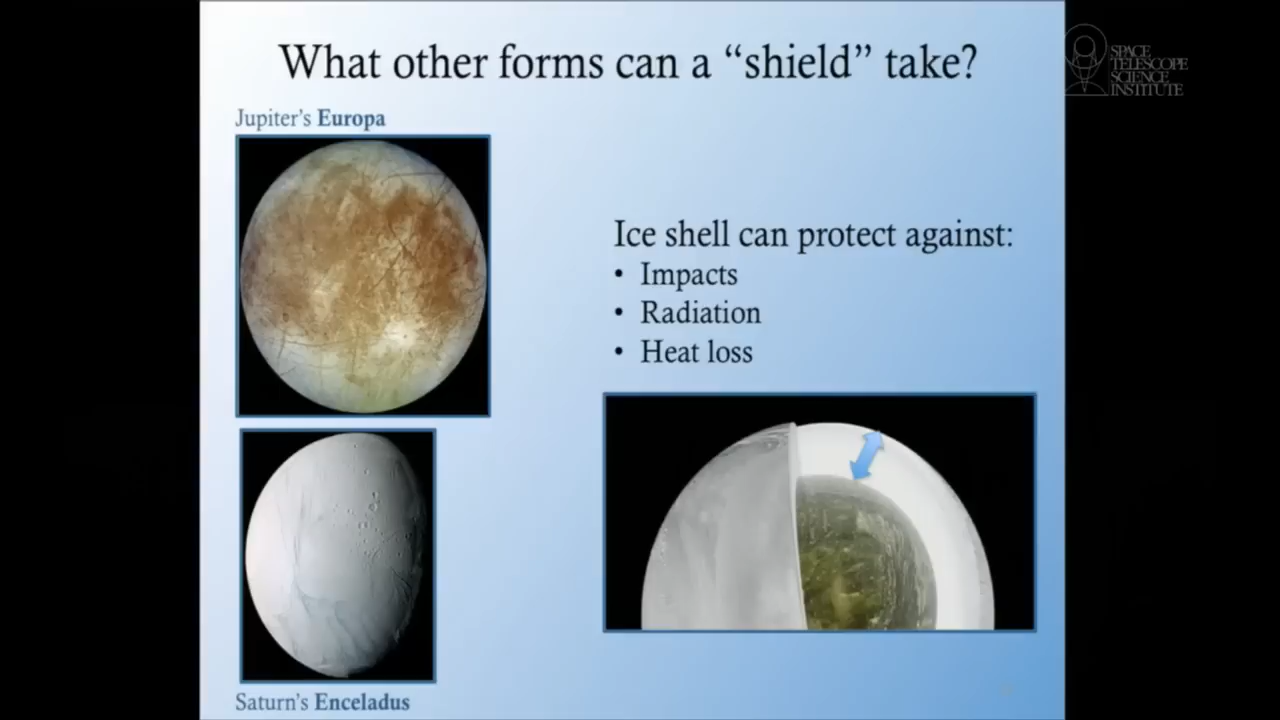 What other forms can a “shield” take?
SPACE
TELESCOPE
SCIENCE
INSTITUTE
Jupiter’s Europa
Ice shell can protect against:
• Impacts
• Radiation
• Heat loss
Saturn’s Enceladus